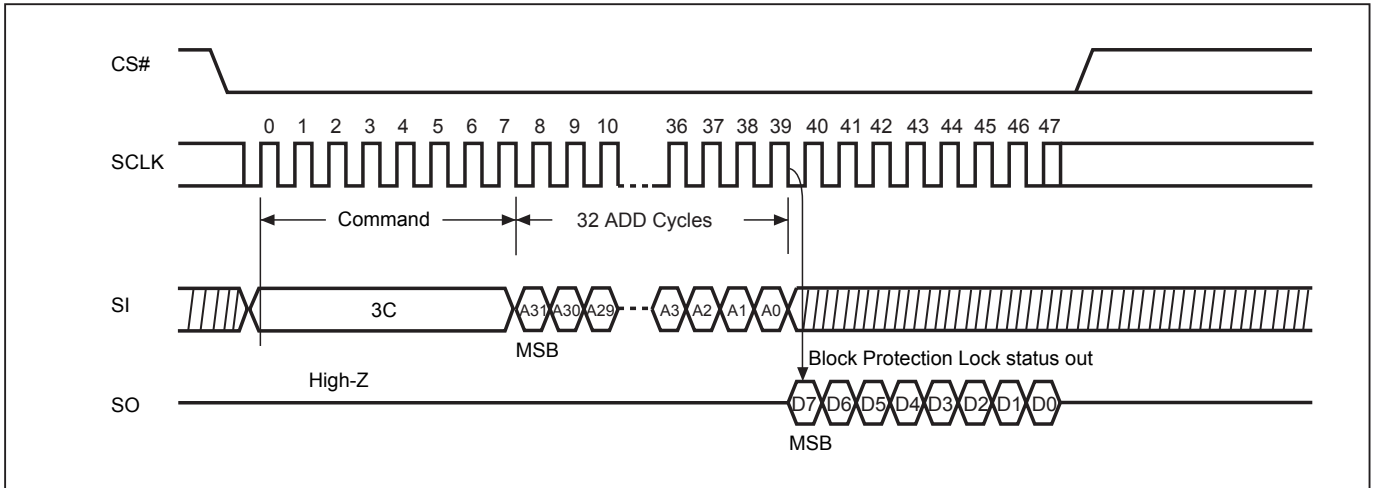 CS#
0 1 2 3 4 5 6 7 8 9 10 36 37 38 39 40 41 42 43 44 45 46 47
SCLK
Command 32 ADD Cycles
SI 3C A31 A30 A29 A3 A2 A1 A0
MSB
Block Protection Lock status out
High-Z
SO D7 D6 D5 D4 D3 D2 D1 D0
MSB